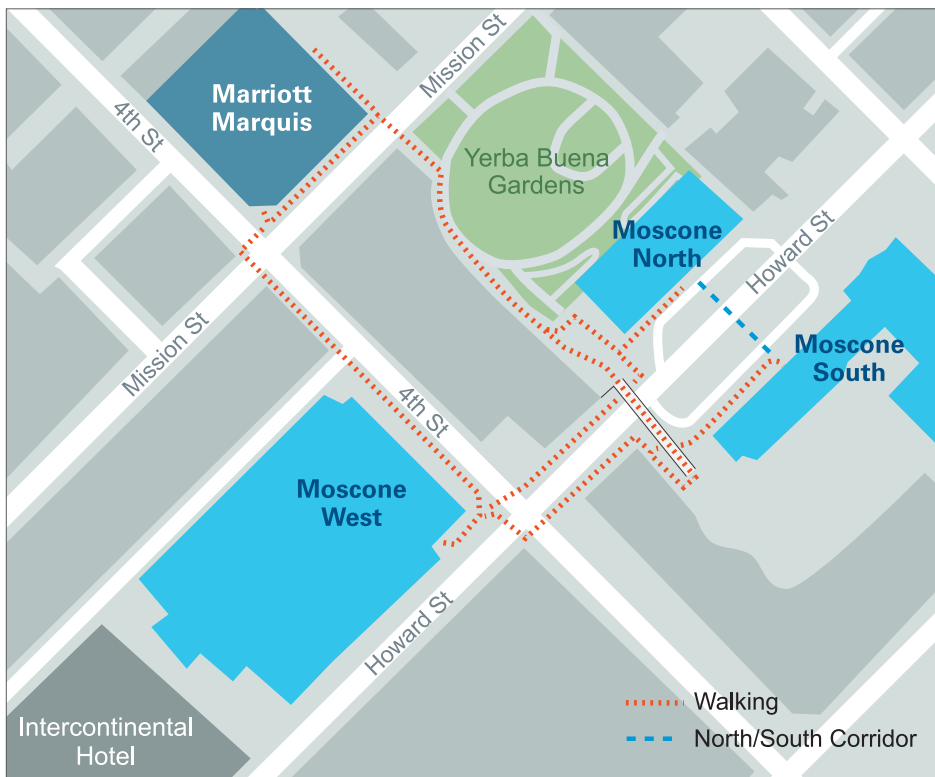 Mission St
4th St
Marriott
Marquis
Yerba Buena
Gardens
Moscone
North
Howard St
Moscone
South
Mission St
4th St
Moscone
West
Howard St
Intercontinental
Hotel
Walking
North/South Corridor